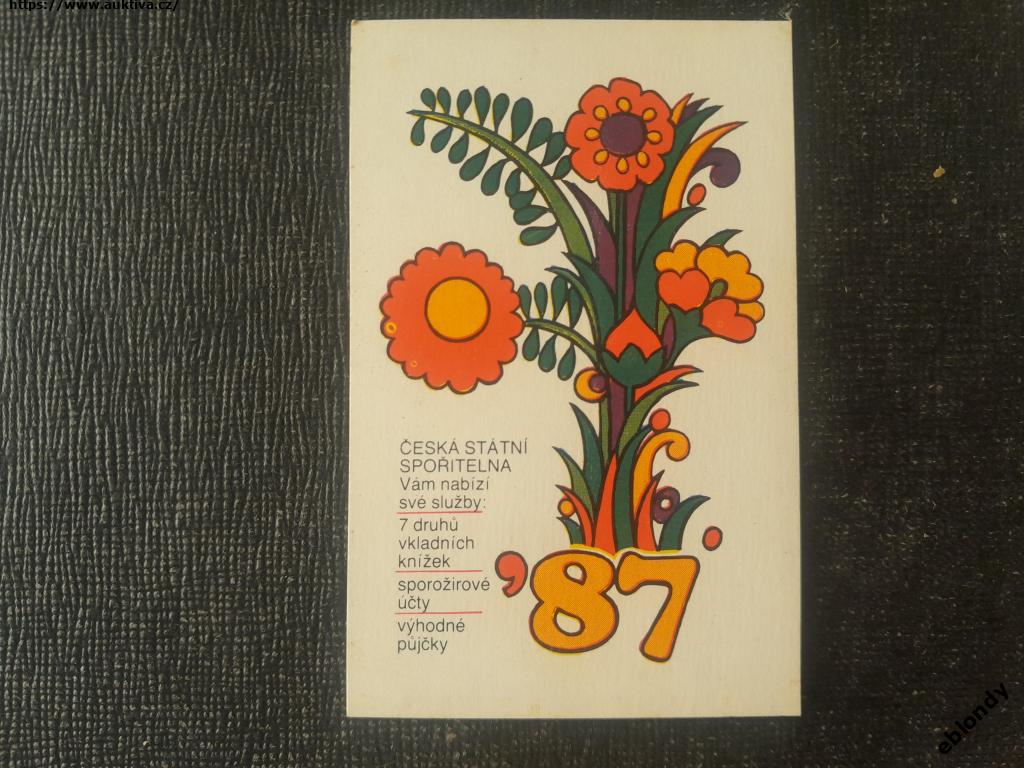 https://www.auktiva.cz/
ČESKÁ STÁTNÍ
SPOŘITELNA
Vám nabízí
své služby:
7 druhů
vkladních
knížek
sporožirové
účty
výhodné
půjčky
'87
eblondy